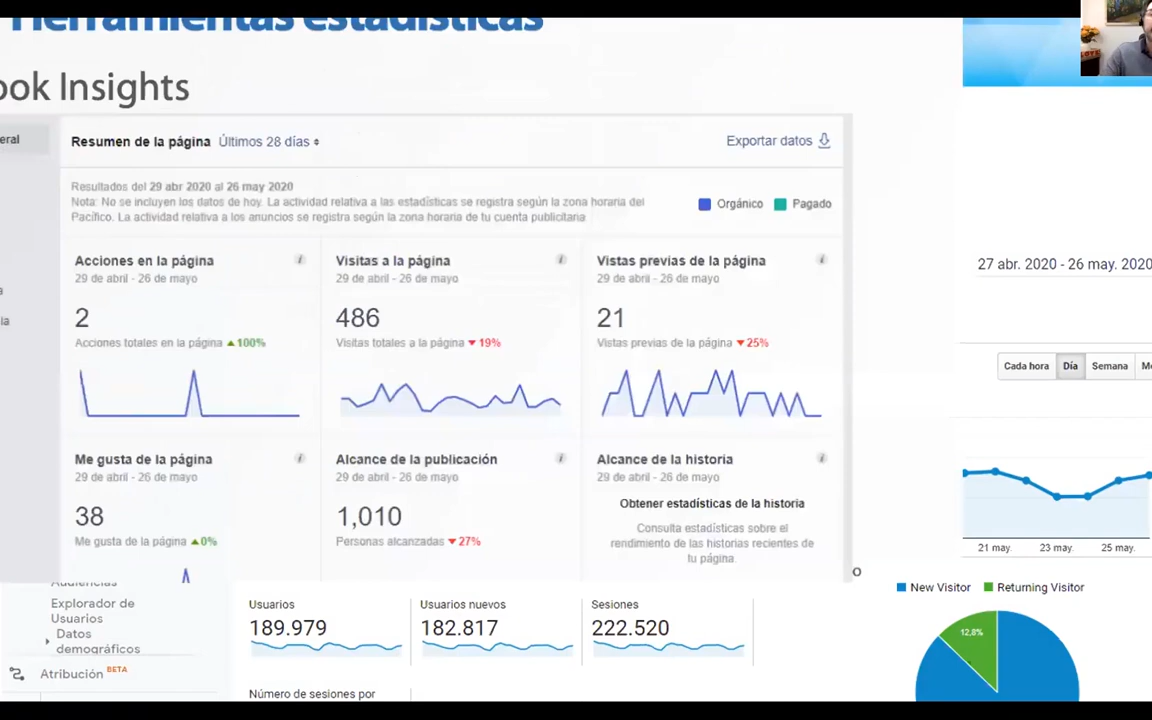 Herramientas estadísticas
ook Insights
eral
Resumen de la página Últimos 28 días
Exportar datos
Resultados del 29 abr 2020 al 26 may 2020
Nota: No se incluyen los datos de hoy. La actividad relativa a las estadísticas se registra según la zona horaria del
Pacífico. La actividad relativa a los anuncios se registra según la zona horaria de tu cuenta publicitaria
Orgánico Pagado
Acciones en la página
29 de abril - 26 de mayo
2
Acciones totales en la página 100%
Visitas a la página
29 de abril - 26 de mayo
486
Visitas totales a la página 19%
Vistas previas de la página
29 de abril - 26 de mayo
21
Vistas previas de la página 25%
ia
Me gusta de la página
29 de abril - 26 de mayo
38
Me gusta de la página 0%
Alcance de la publicación
29 de abril - 26 de mayo
1,010
Personas alcanzadas 27%
Alcance de la historia
29 de abril - 26 de mayo
Obtener estadísticas de la historia
Consulta estadísticas sobre el
rendimiento de las historias recientes de
tu página.
o
27 abr. 2020 - 26 may. 2020
Cada hora Día Semana
21 may. 23 may. 25 may.
New Visitor Returning Visitor
12,8%
Audiencias
Explorador de
Usuarios
Datos
demográficos
Atribución BETA
Usuarios
189.979
Usuarios nuevos
182.817
Sesiones
222.520
Número de sesiones por